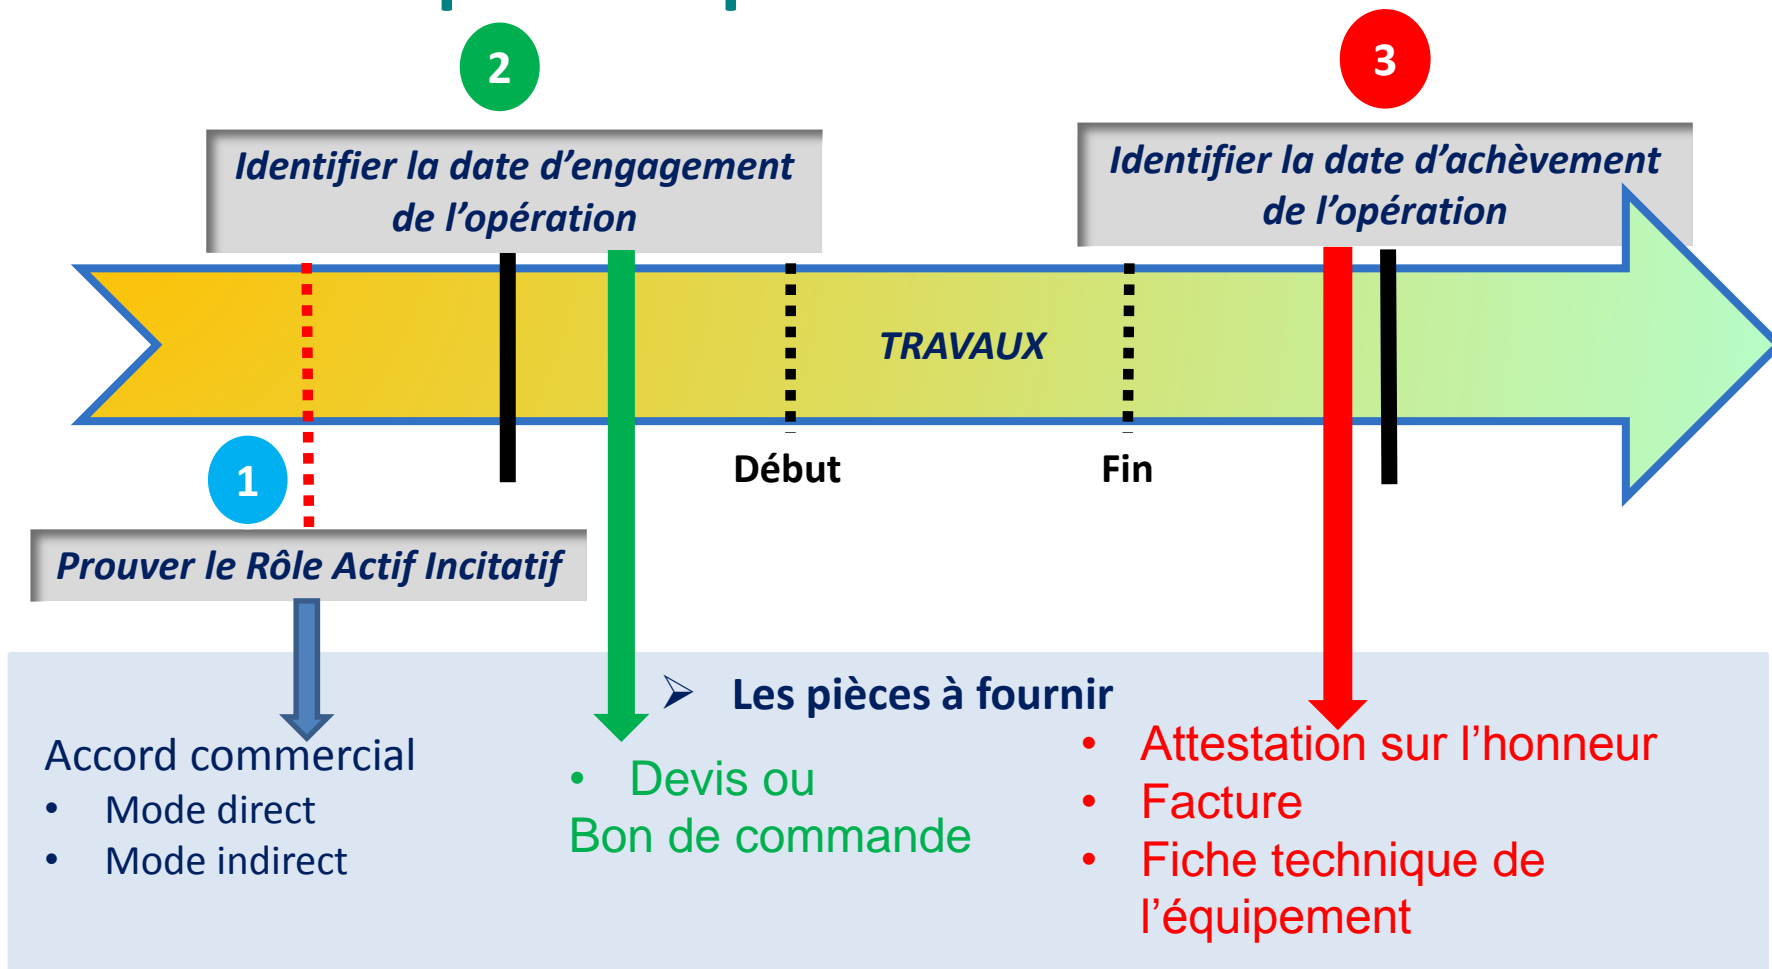 2
3
Identifier la date d’engagement
de l’opération
Identifier la date d’achèvement
de l’opération
TRAVAUX
Début
Fin
1
Prouver le Rôle Actif Incitatif
➢ Les pièces à fournir
Accord commercial
• Mode direct
• Mode indirect
• Devis ou
Bon de commande
• Attestation sur l’honneur
• Facture
• Fiche technique de
l’équipement